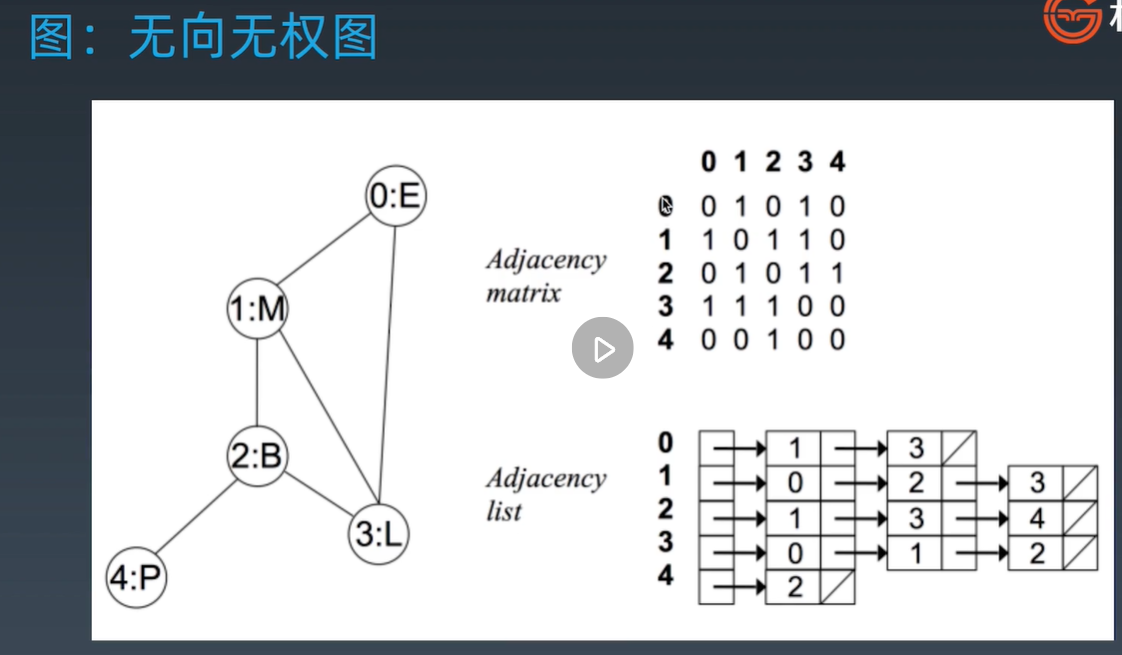 图：无向无权图
0:E
1:M
2:B
3:L
4:P
Adjacency
matrix
0 1 2 3 4
0 1 0 1 0
1 1 0 1 1 0
2 0 1 0 1 1
3 1 1 1 0 0
4 0 0 1 0 0
Adjacency
list
0 1 3
1 0 2 3
2 1 3 4
3 0 1 2
4 2